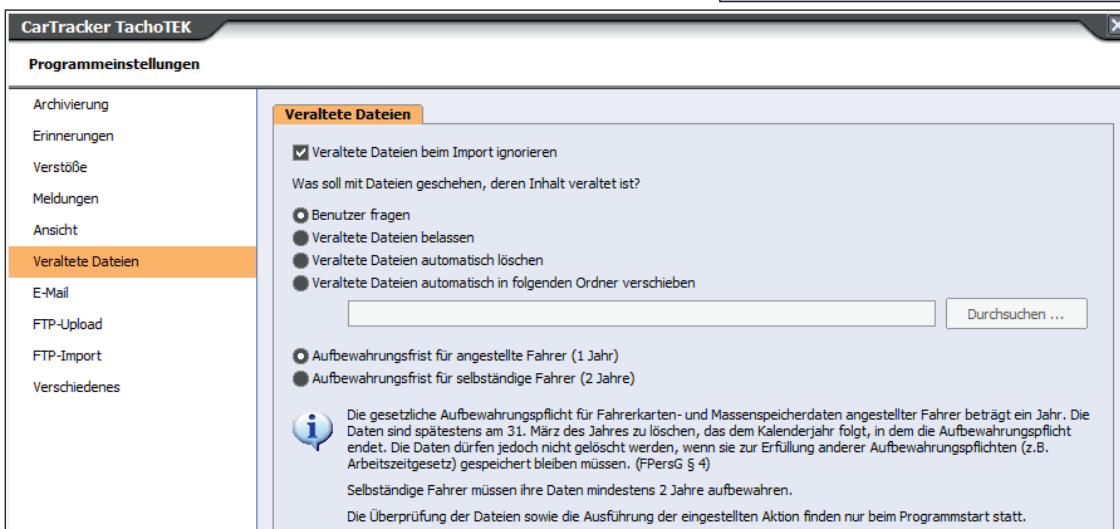 CarTracker TachoTEK
Programmeinstellungen
Archivierung
Erinnerungen
Verstöße
Meldungen
Ansicht
Veraltete Dateien
E-Mail
FTP-Upload
FTP-Import
Verschiedenes
Veraltete Dateien
Veraltete Dateien beim Import ignorieren
Was soll mit Dateien geschehen, deren Inhalt veraltet ist?
Benutzer fragen
Veraltete Dateien belassen
Veraltete Dateien automatisch löschen
Veraltete Dateien automatisch in folgenden Ordner verschieben
Durchsuchen ...
Aufbewahrungsfrist für angestellte Fahrer (1 Jahr)
Aufbewahrungsfrist für selbständige Fahrer (2 Jahre)
Die gesetzliche Aufbewahrungspflicht für Fahrerkarten- und Massenspeicherdaten angestellter Fahrer beträgt ein Jahr. Die
Daten sind spätestens am 31. März des Jahres zu löschen, das dem Kalenderjahr folgt, in dem die Aufbewahrungspflicht
endet. Die Daten dürfen jedoch nicht gelöscht werden, wenn sie zur Erfüllung anderer Aufbewahrungspflichten (z.B.
Arbeitszeitgesetz) gespeichert bleiben müssen. (FPersG § 4)
Selbständige Fahrer müssen ihre Daten mindestens 2 Jahre aufbewahren.
Die Überprüfung der Dateien sowie die Ausführung der eingestellten Aktion finden nur beim Programmstart statt.